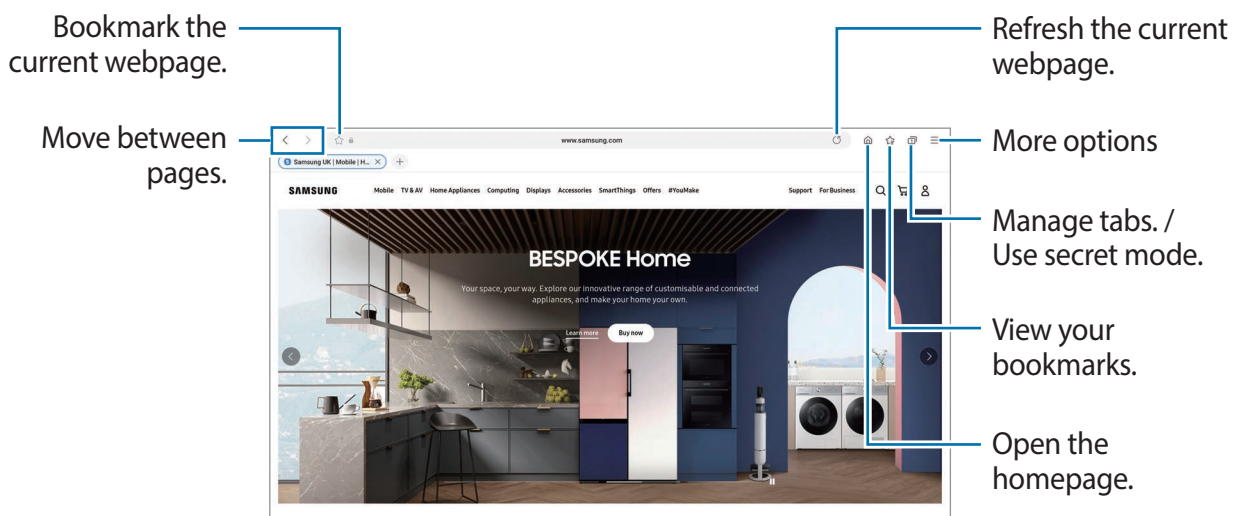 Bookmark the
current webpage.
Refresh the current
webpage.
Move between
pages.
More options
www.samsung.com
Samsung UK | Mobile | H...
SAMSUNG
Mobile TV & AV Home Appliances Computing Displays Accessories SmartThings Offers #YouMake Support For Business
Manage tabs. /
Use secret mode.
BESPOKE Home
Your space, your way. Explore our innovative range of customisable and connected
appliances, and make your home your own.
Learn more Buy now
View your
bookmarks.
Open the
homepage.